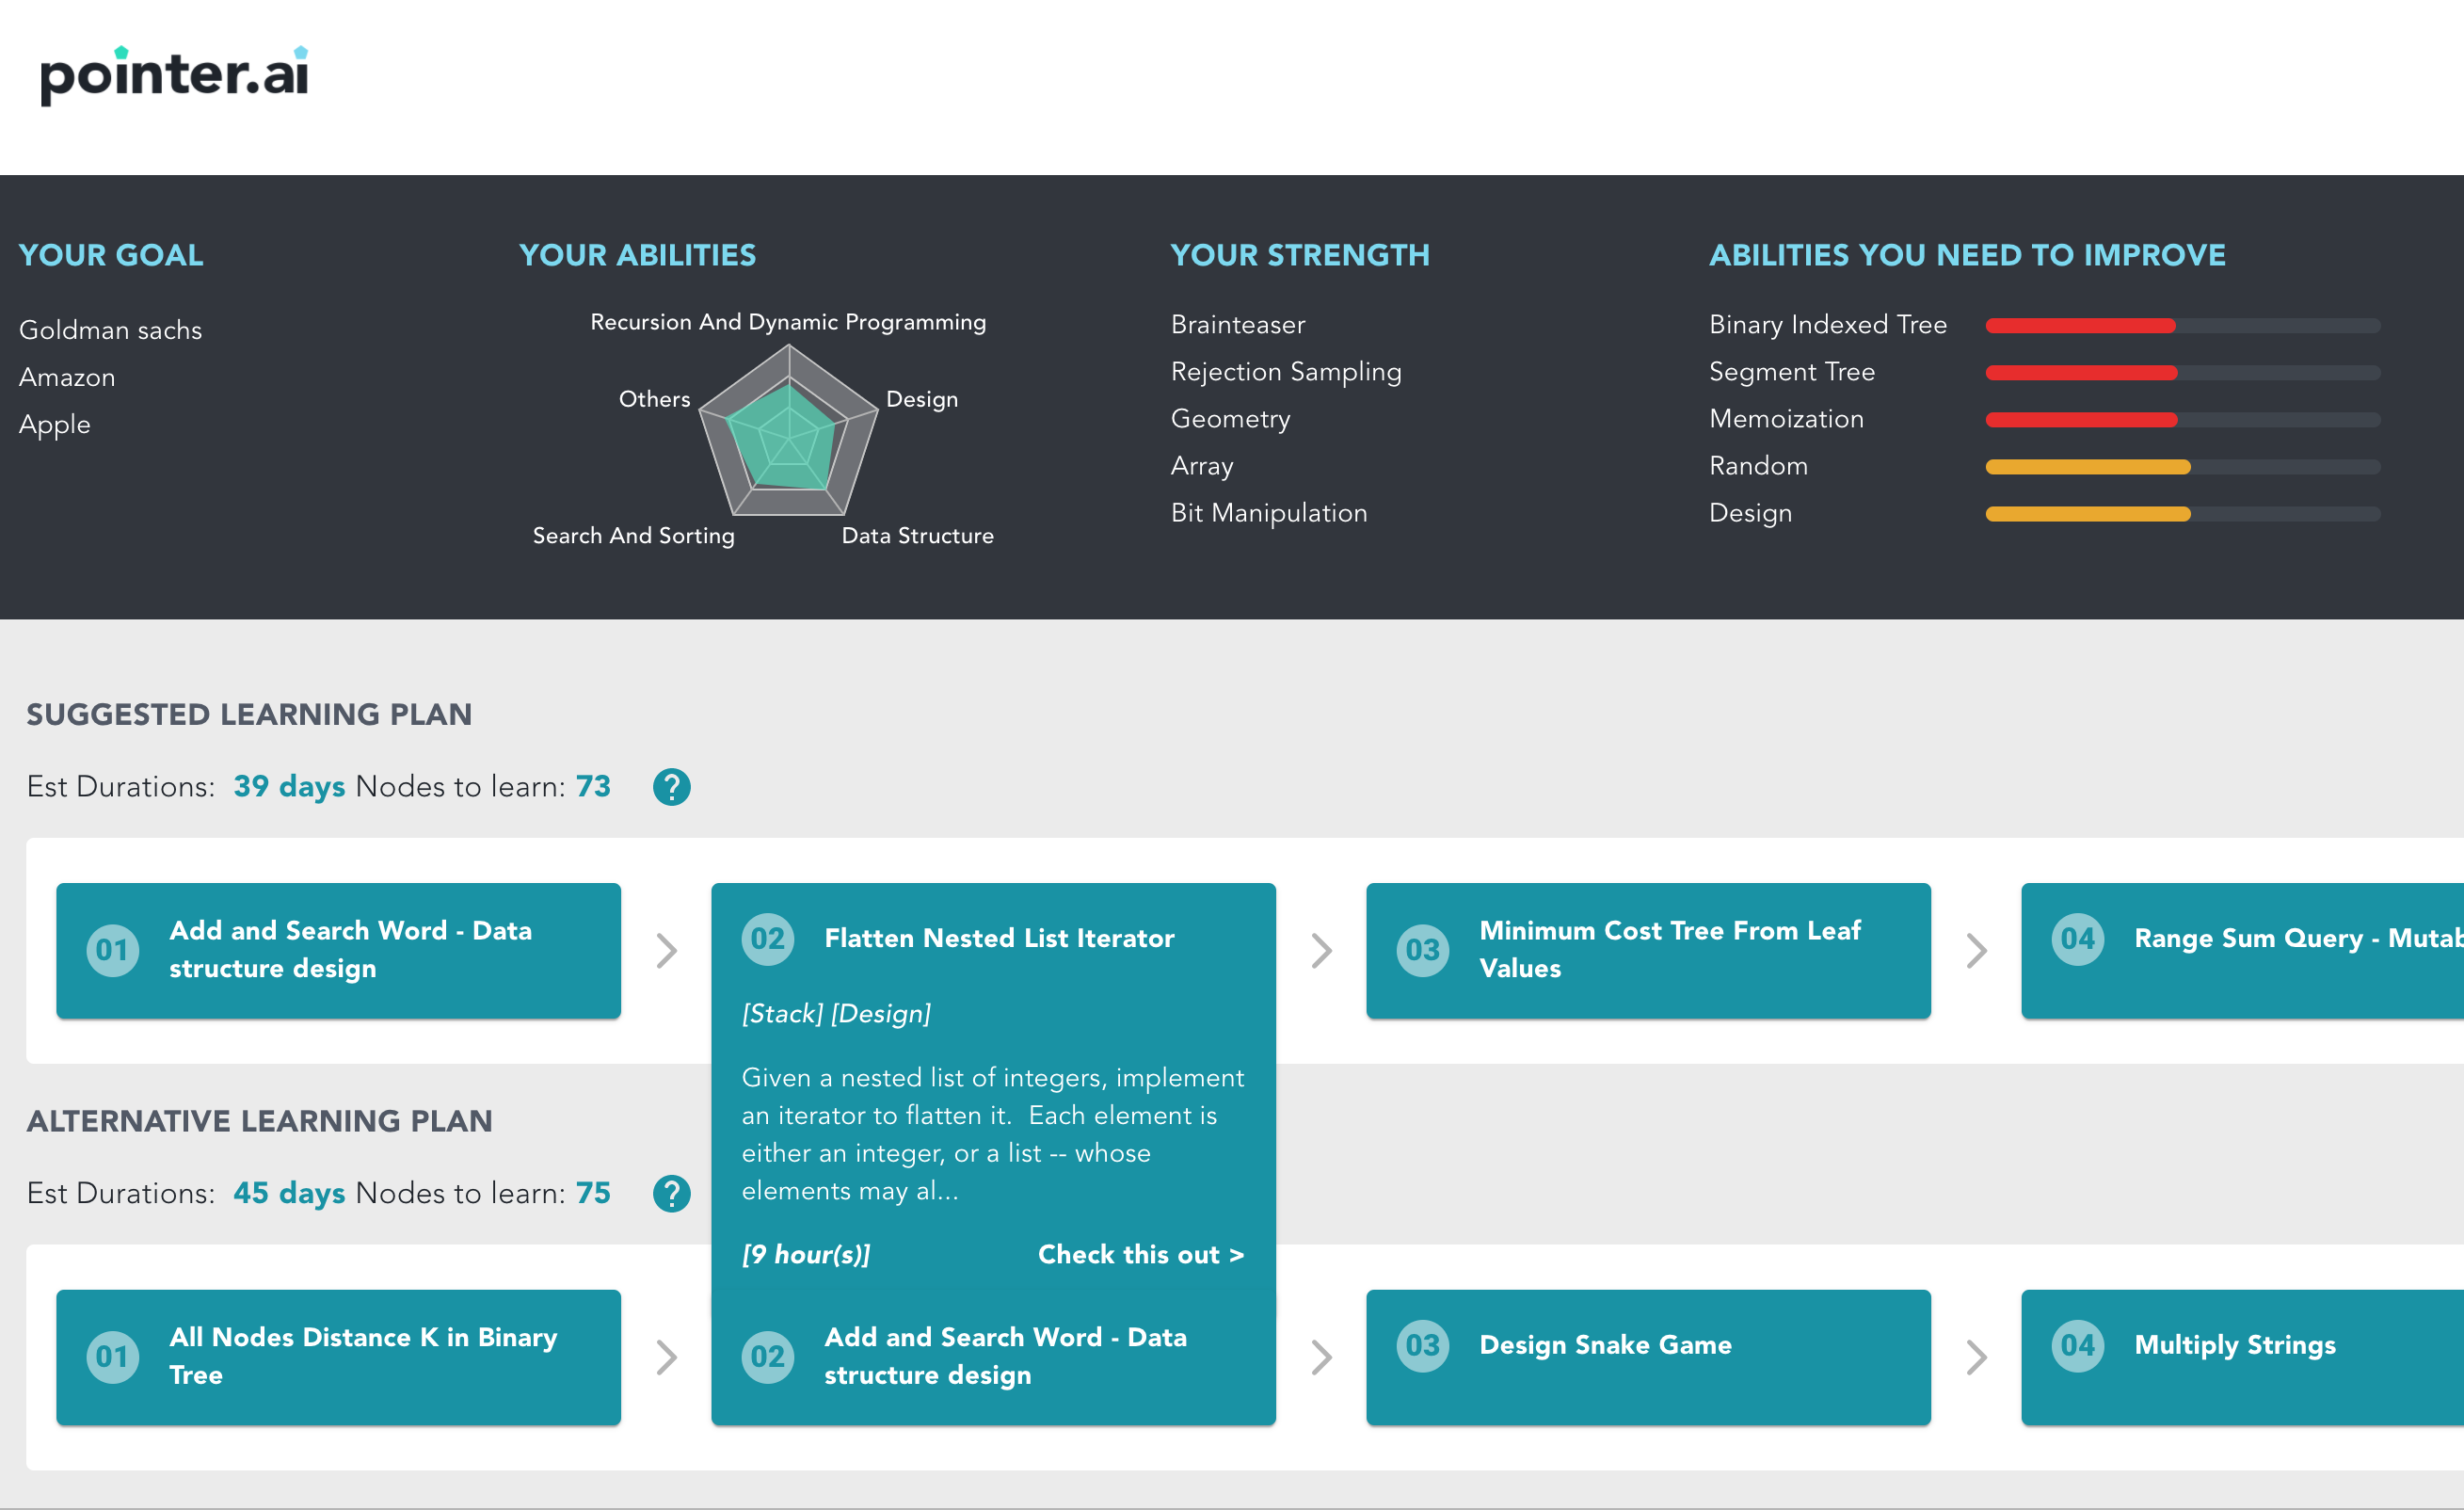 pointer.ai
YOUR GOAL
Goldman sachs
Amazon
Apple
YOUR ABILITIES
Recursion And Dynamic Programming
Others
Design
Search And Sorting
Data Structure
YOUR STRENGTH
Brainteaser
Rejection Sampling
Geometry
Array
Bit Manipulation
ABILITIES YOU NEED TO IMPROVE
Binary Indexed Tree
Segment Tree
Memoization
Random
Design
SUGGESTED LEARNING PLAN
Est Durations: 39 days Nodes to learn: 73 ?
01
Add and Search Word - Data
structure design
>
02
Flatten Nested List Iterator
[Stack] [Design]
Given a nested list of integers, implement
an iterator to flatten it. Each element is
either an integer, or a list -- whose
elements may al...
[9 hour(s)]
Check this out >
>
03
Minimum Cost Tree From Leaf
Values
>
04
Range Sum Query - Mutab
ALTERNATIVE LEARNING PLAN
Est Durations: 45 days Nodes to learn: 75 ?
01
All Nodes Distance K in Binary
Tree
>
02
Add and Search Word - Data
structure design
>
03
Design Snake Game
>
04
Multiply Strings